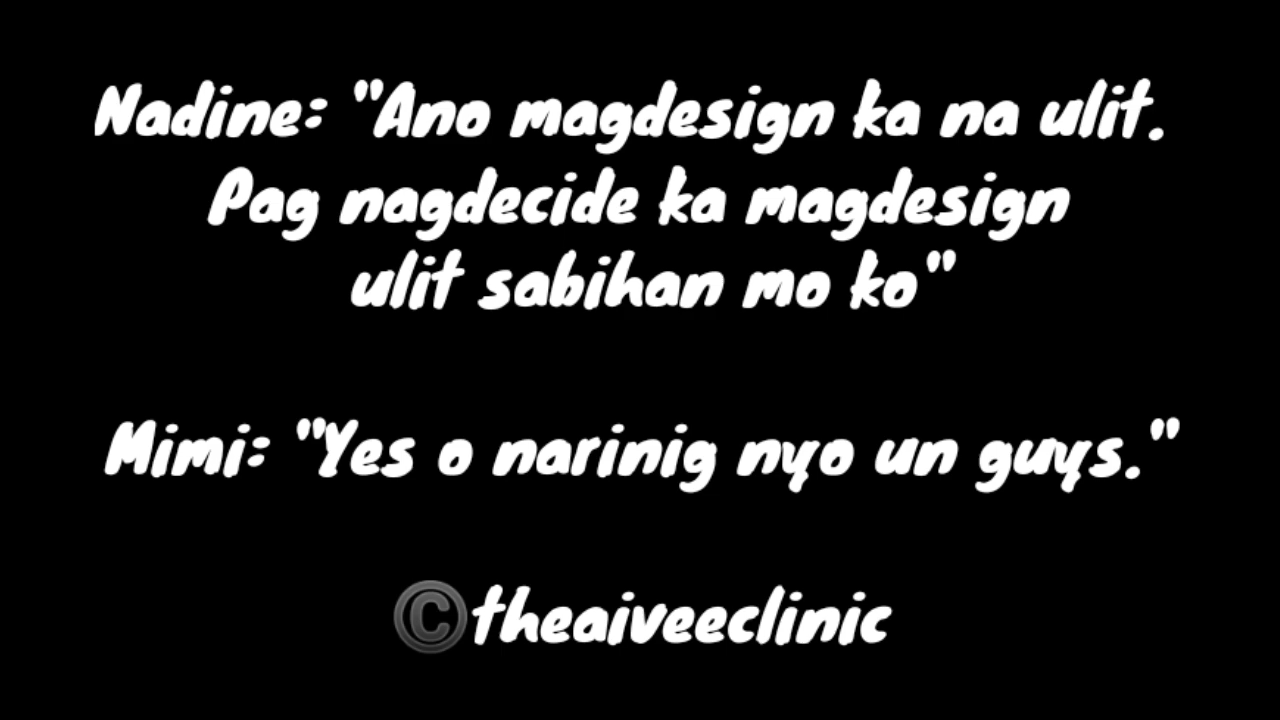 Nadine: "Ano magdesign ka na ulit.
Pag nagdecide ka magdesign
ulit sabihan mo ko"
Mimi: "Yes o narinig nyo un guys."
©theaiveeclinic